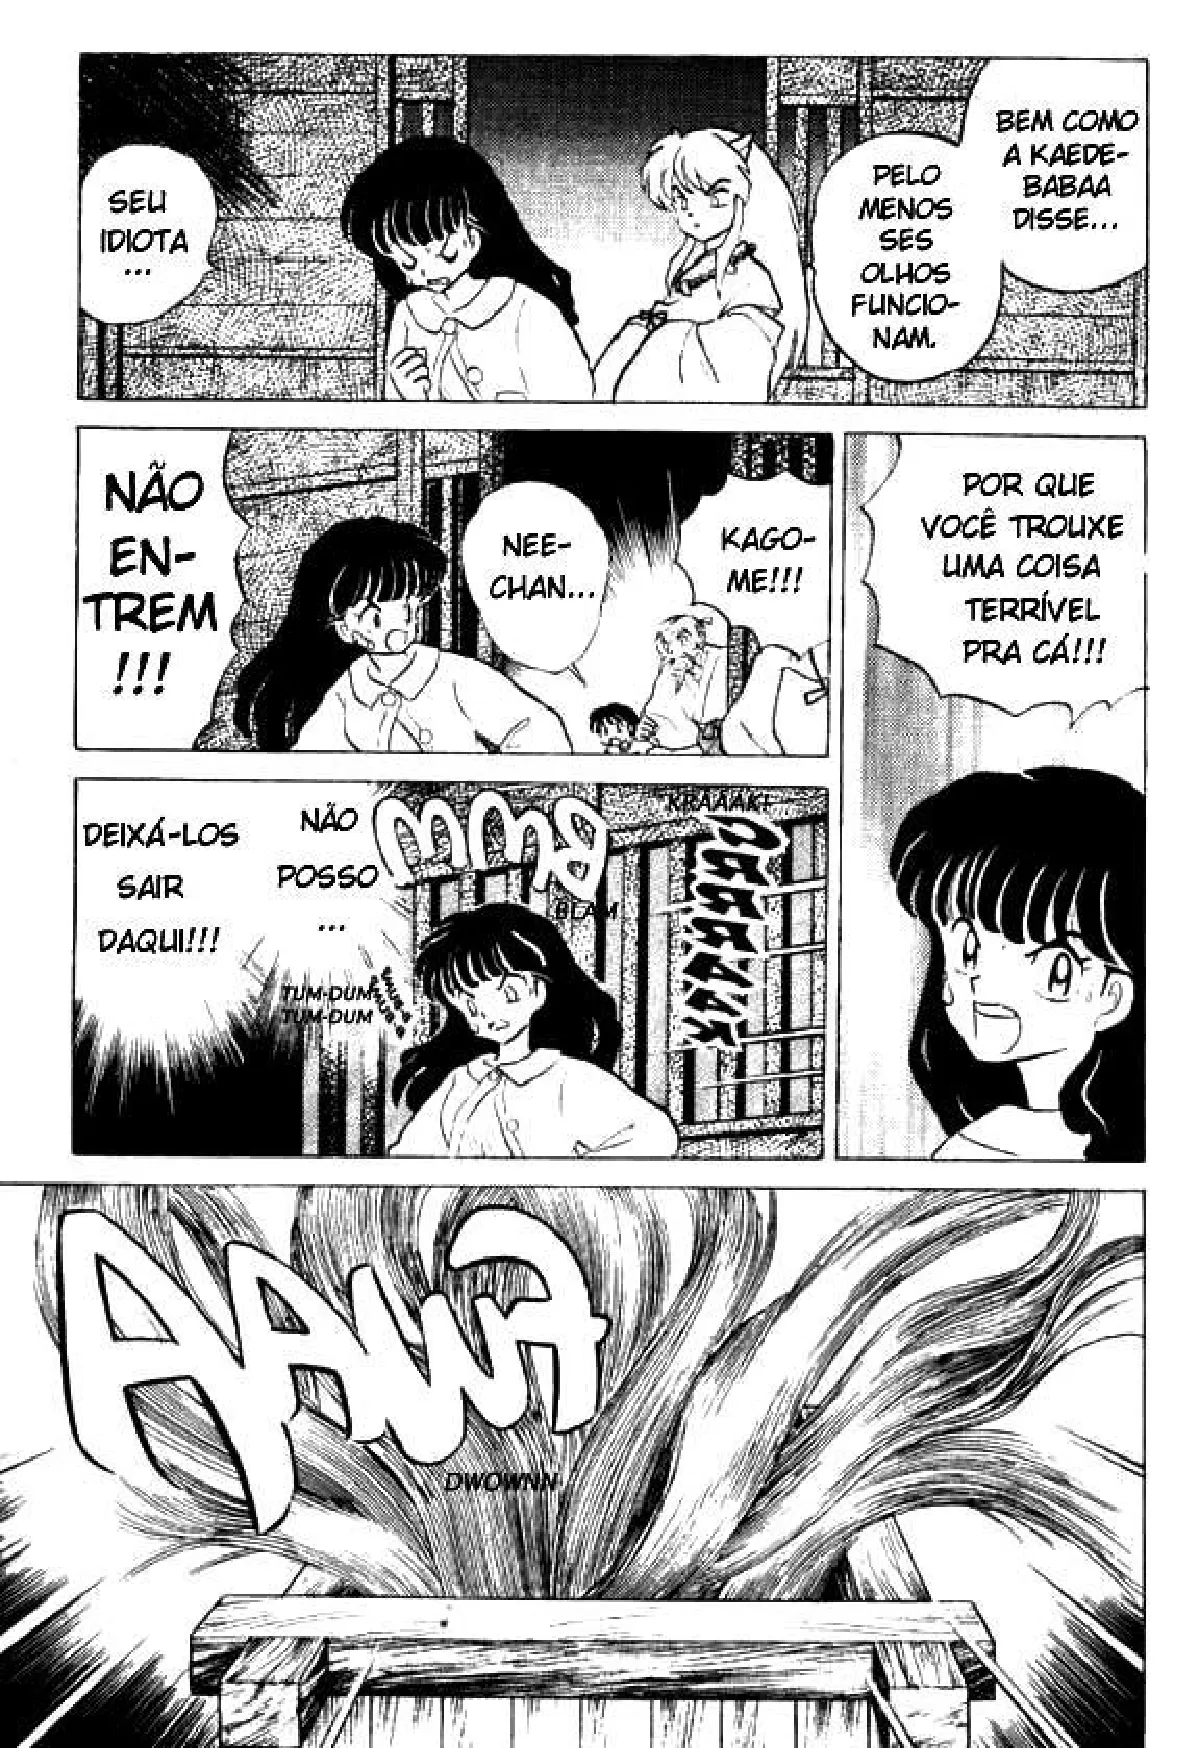 BEM COMO
A KAEDE-
BABAA
DISSE...
PELO
MENOS
SES
OLHOS
FUNCIO-
NAM.
SEU
IDIOTA
...
POR QUE
VOCÊ TROUXE
UMA COISA
TERRÍVEL
PRA CÁ!!!
KAGO-
ME!!!
NEE-
CHAN...
NÃO
EN-
TREM
!!!
KRAAAK!
BLAM
NÃO
POSSO
...
TUM-DUM
TUM-DUM
DEIXÁ-LOS
SAIR
DAQUI!!!
DWOWNN